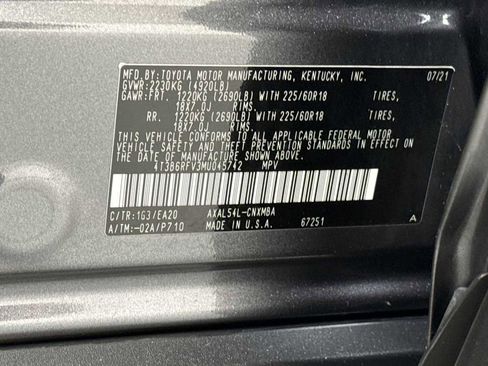 MFD.BY:TOYOTA MOTOR MANUFACTURING, KENTUCKY, INC. 07/21
GVWR:2230KG (4920LB)
GAWR:FRT. 1220KG (2690LB) WITH 225/60R18 TIRES,
18X7.0J RIMS.
RR. 1220KG (2690LB) WITH 225/60R18 TIRES,
18X7.0J RIMS.
THIS VEHICLE CONFORMS TO ALL APPLICABLE FEDERAL MOTOR
VEHICLE SAFETY AND THEFT PREVENTION STANDARDS IN EFFECT
ON THE DATE OF MANUFACTURE SHOWN ABOVE.
4T3B6RFV3MU045742 MPV
C/TR:1G3/EA20 AXAL54L-CNXMBA
A/TM:-02A/P710 MADE IN U.S.A. 67251 A